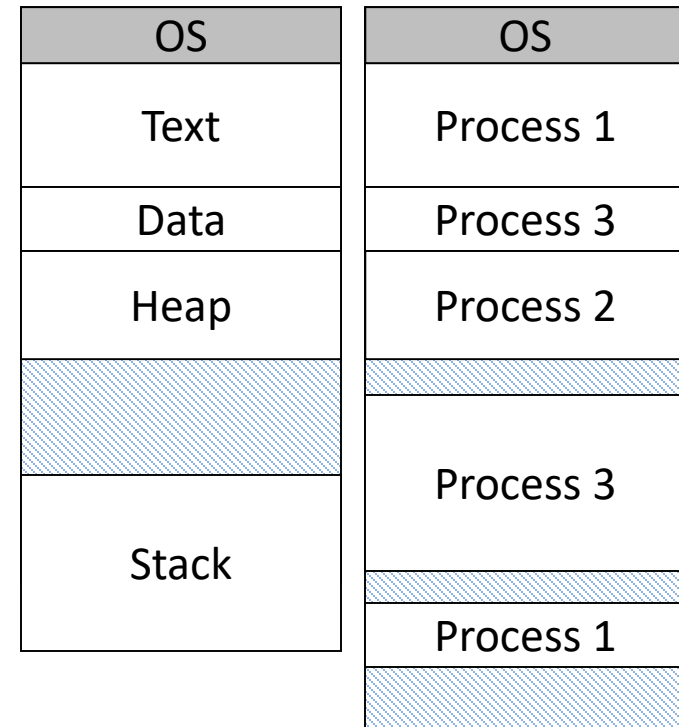 OS
Text
Data
Heap
Stack
OS
Process 1
Process 3
Process 2
Process 3
Process 1